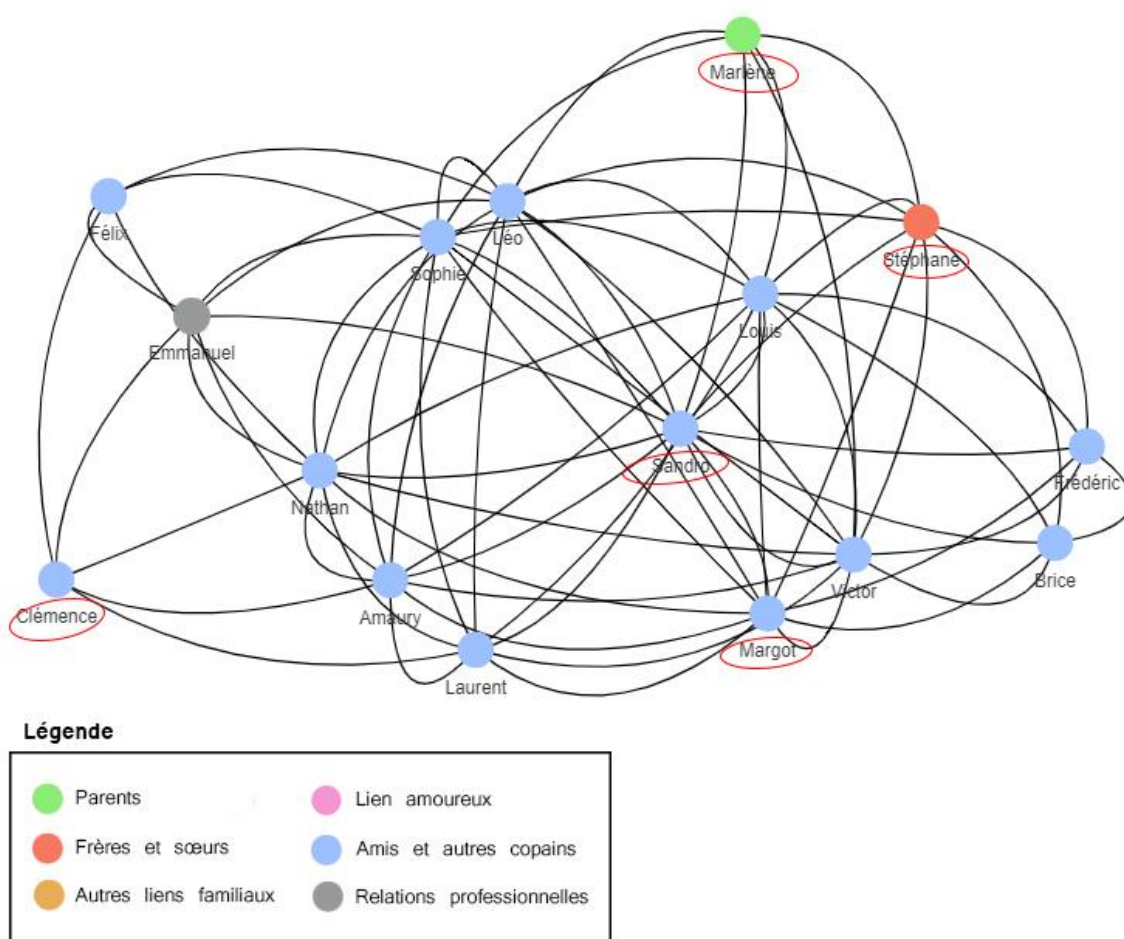 Marlène
Félix
Léo
Sophie
Stéphane
Louis
Emmanuel
Sandro
Frédéric
Nathan
Brice
Victor
Clémence
Amaury
Margot
Laurent
Légende
Parents
Lien amoureux
Frères et sœurs
Amis et autres copains
Autres liens familiaux
Relations professionnelles